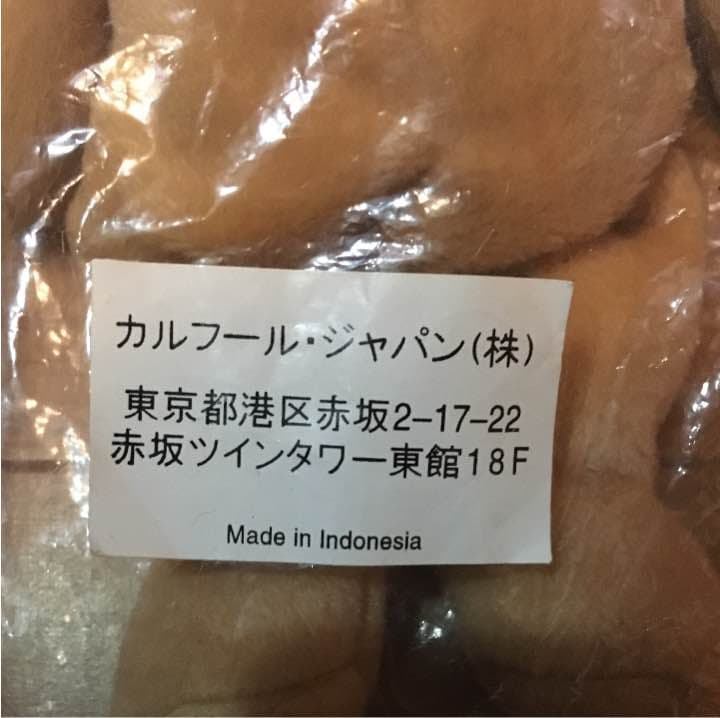 カルフール・ジャパン(株)
東京都港区赤坂2-17-22
赤坂ツインタワー東館18F
Made in Indonesia